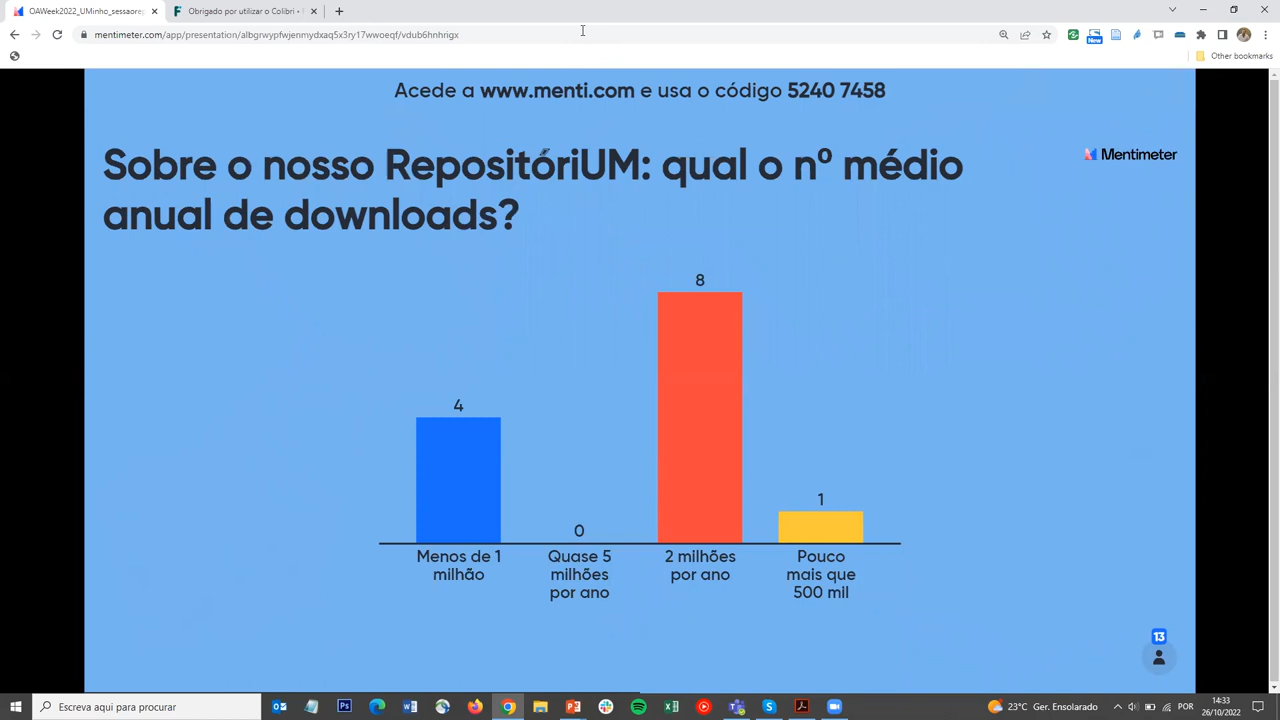 OAWeek2022_UMinho_sessaorep
Obrigado por utilizar o Colibri • F
mentimeter.com/app/presentation/albgrwypfwjenmydxaq5x3ry17wwoeqf/vdub6hnhrigx
New
Other bookmarks
Acede a www.menti.com e usa o código 5240 7458
Sobre o nosso RepositóriUM: qual o nº médio
anual de downloads?
Mentimeter
8
4
1
0
Menos de 1
milhão
Quase 5
milhões
por ano
2 milhões
por ano
Pouco
mais que
500 mil
13
Escreva aqui para procurar
23°C Ger. Ensolarado
POR
14:33
26/10/2022